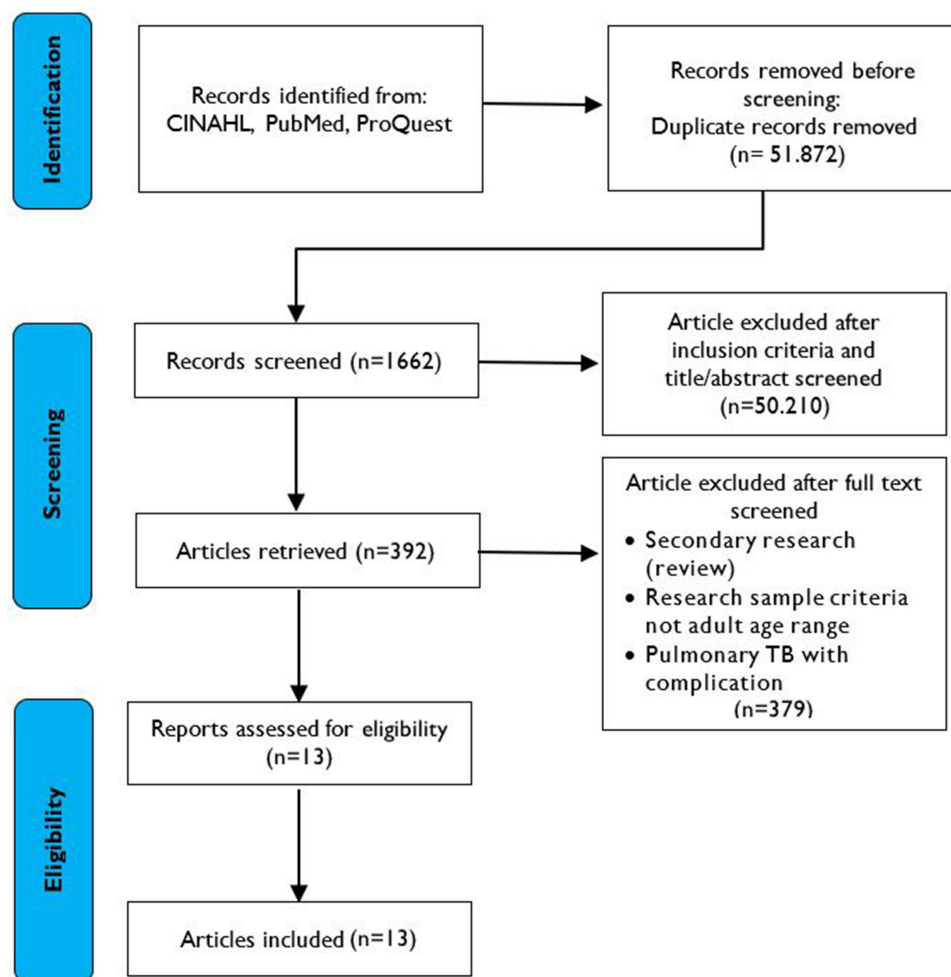 Identification
Records identified from:
CINAHL, PubMed, ProQuest
Records removed before
screening:
Duplicate records removed
(n= 51.872)
Screening
Records screened (n=1662)
Article excluded after
inclusion criteria and
title/abstract screened
(n=50.210)
Articles retrieved (n=392)
Article excluded after full text
screened
• Secondary research
(review)
• Research sample criteria
not adult age range
• Pulmonary TB with
complication
(n=379)
Eligibility
Reports assessed for eligibility
(n=13)
Articles included (n=13)